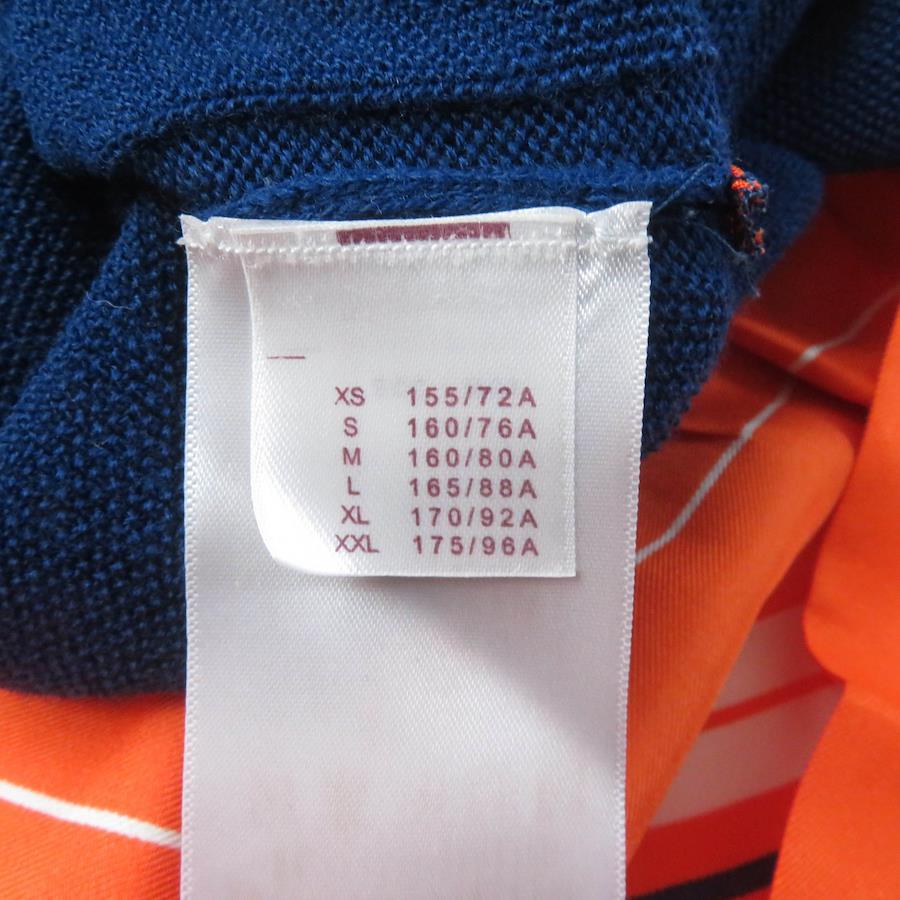 XS 155/72A
S 160/76A
M 160/80A
L 165/88A
XL 170/92A
XXL 175/96A